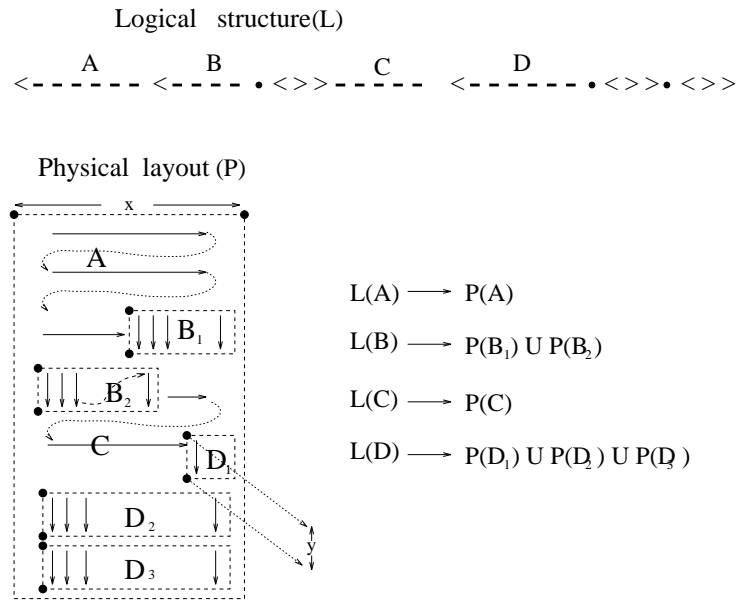 Logical structure(L)
A B C D
< < < > > < < > > < > >
Physical layout (P)
x
A
B1
B2
C
D1
D2
D3
y
L(A) → P(A)
L(B) → P(B1) U P(B2)
L(C) → P(C)
L(D) → P(D1) U P(D2) U P(D3)